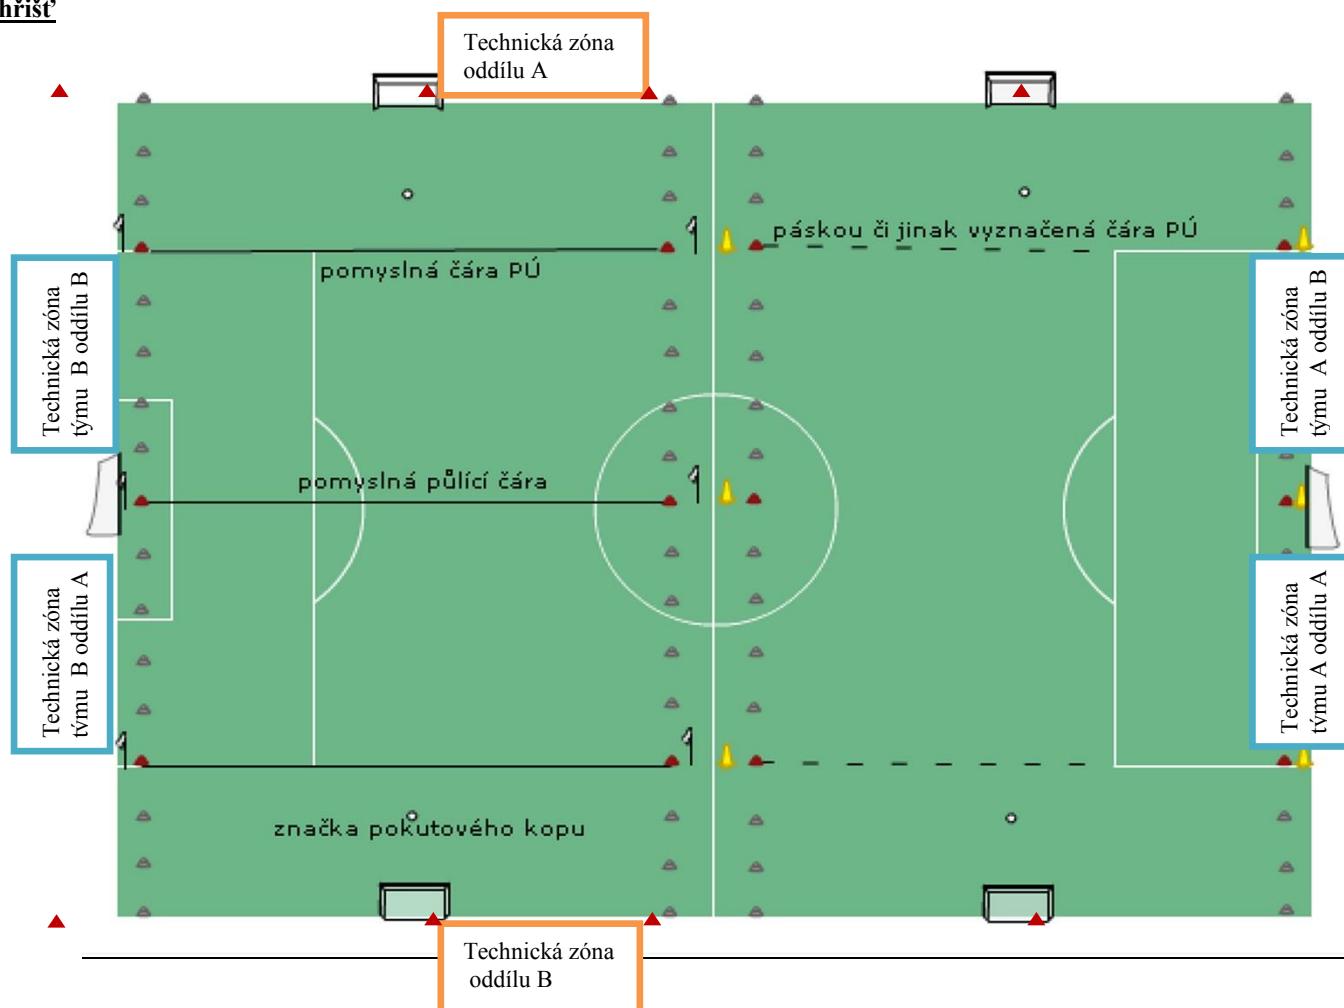 hřišť
Technická zóna
oddílu A
páskou či jinak vyznačená čára PÚ
pomyslná čára PÚ
Technická zóna
týmu B oddílu B
Technická zóna
týmu A oddílu B
pomyslná půlící čára
Technická zóna
týmu B oddílu A
Technická zóna
týmu A oddílu A
značka pokutového kopu
Technická zóna
oddílu B